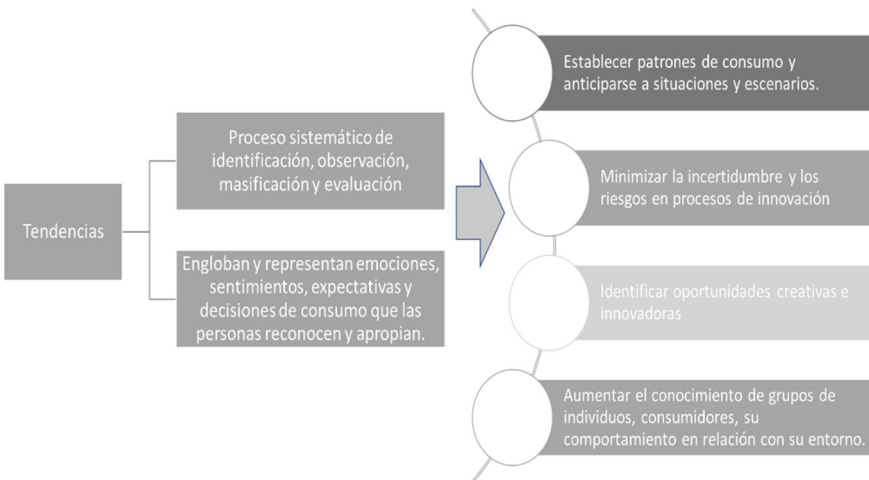 Tendencias
Proceso sistemático de
identificación, observación,
masificación y evaluación
Engloban y representan emociones,
sentimientos, expectativas y
decisiones de consumo que las
personas reconocen y apropian.
Establecer patrones de consumo y
anticiparse a situaciones y escenarios.
Minimizar la incertidumbre y los
riesgos en procesos de innovación
Identificar oportunidades creativas e
innovadoras
Aumentar el conocimiento de grupos de
individuos, consumidores, su
comportamiento en relación con su entorno.